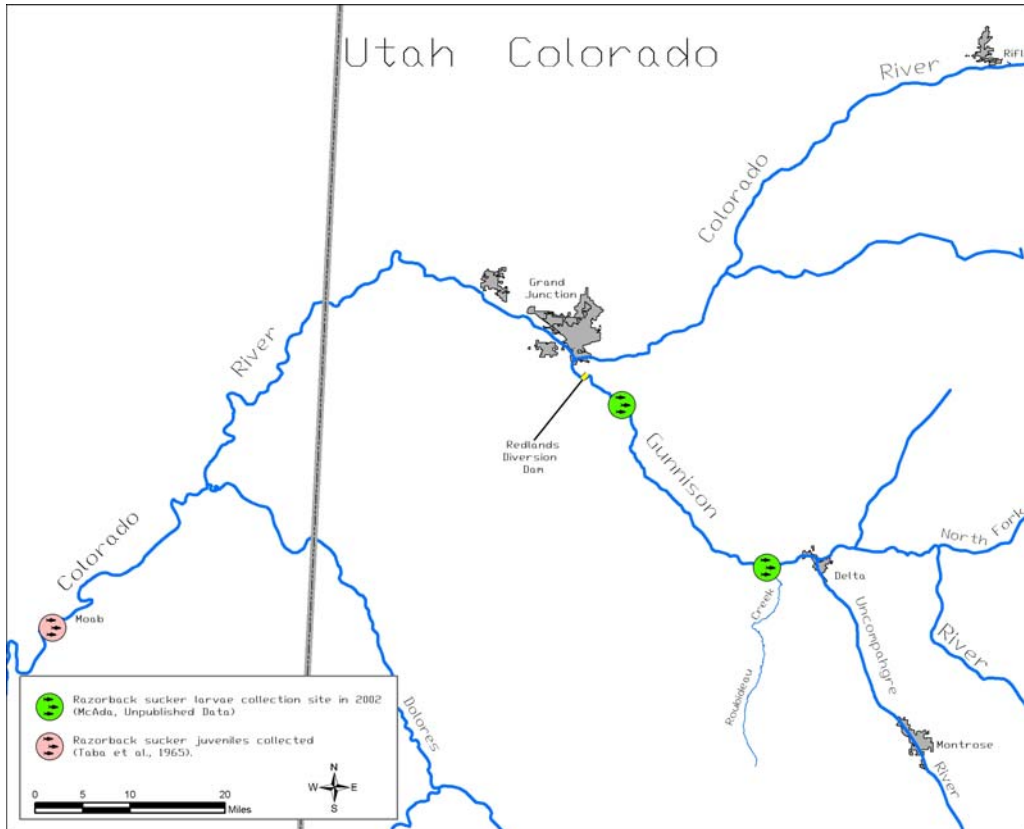 Utah Colorado
River
Rifl
Colorado
Grand
Junction
River
Redlands
Diversion
Dam
Gunnison
North Fork
Colorado
Delta
Creek
Uncompahgre
River
Moab
Roubideau
Dolores
Montrose
River
Razorback sucker larvae collection site in 2002
(McAda, Unpublished Data)
Razorback sucker juveniles collected
(Taba et al., 1965).
N
W E
S
0 5 10 20
Miles